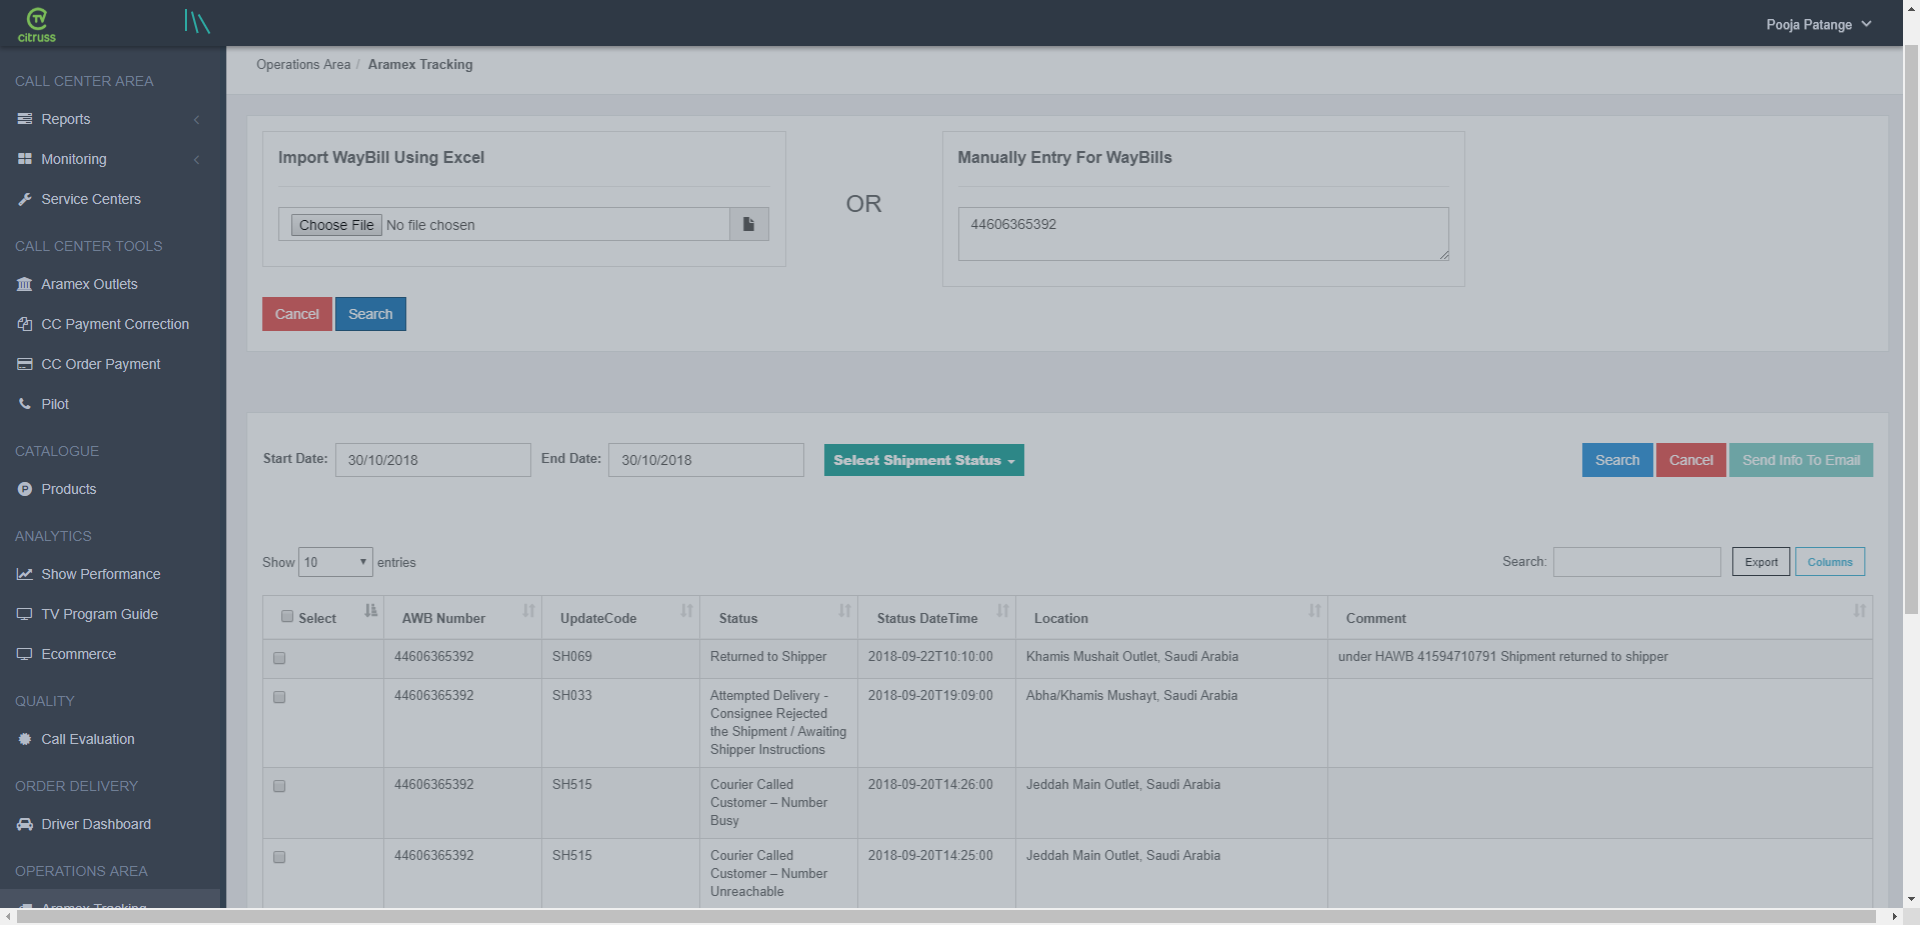 TV
citruss
Pooja Patange
CALL CENTER AREA
Reports
Monitoring
Service Centers
CALL CENTER TOOLS
Aramex Outlets
CC Payment Correction
CC Order Payment
Pilot
CATALOGUE
Products
ANALYTICS
Show Performance
TV Program Guide
Ecommerce
QUALITY
Call Evaluation
ORDER DELIVERY
Driver Dashboard
OPERATIONS AREA
Aramex Tracking
Operations Area / Aramex Tracking
Import WayBill Using Excel
Choose File No file chosen
OR
Manually Entry For WayBills
44606365392
Cancel Search
Start Date: 30/10/2018 End Date: 30/10/2018 Select Shipment Status Search Cancel Send Info To Email
Show 10 entries Search: Export Columns
Select AWB Number UpdateCode Status Status DateTime Location Comment
44606365392 SH069 Returned to Shipper 2018-09-22T10:10:00 Khamis Mushait Outlet, Saudi Arabia under HAWB 41594710791 Shipment returned to shipper
44606365392 SH033 Attempted Delivery - 2018-09-20T19:09:00 Abha/Khamis Mushayt, Saudi Arabia
Consignee Rejected
the Shipment / Awaiting
Shipper Instructions
44606365392 SH515 Courier Called 2018-09-20T14:26:00 Jeddah Main Outlet, Saudi Arabia
Customer – Number
Busy
44606365392 SH515 Courier Called 2018-09-20T14:25:00 Jeddah Main Outlet, Saudi Arabia
Customer – Number
Unreachable